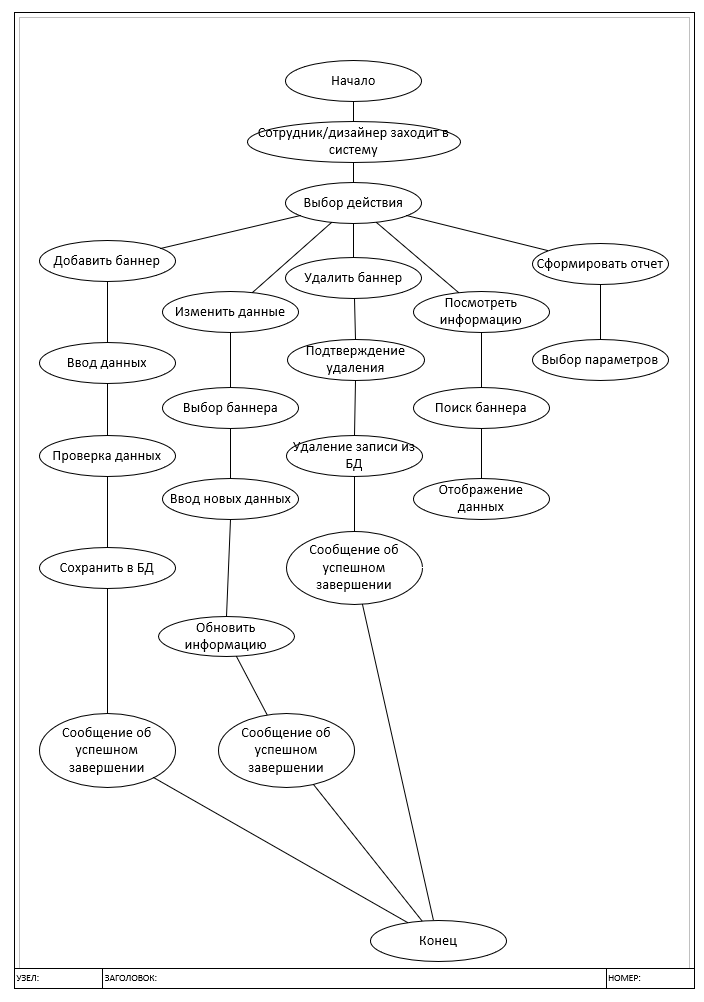 Начало
Сотрудник/дизайнер заходит в
систему
Выбор действия
Добавить баннер
Удалить баннер
Сформировать отчет
Изменить данные
Посмотреть
информацию
Ввод данных
Подтверждение
удаления
Выбор параметров
Выбор баннера
Поиск баннера
Проверка данных
Удаление записи из
БД
Ввод новых данных
Отображение
данных
Сохранить в БД
Сообщение об
успешном
завершении
Обновить
информацию
Сообщение об
успешном
завершении
Сообщение об
успешном
завершении
Конец
УЗЕЛ:
ЗАГОЛОВОК:
НОМЕР: